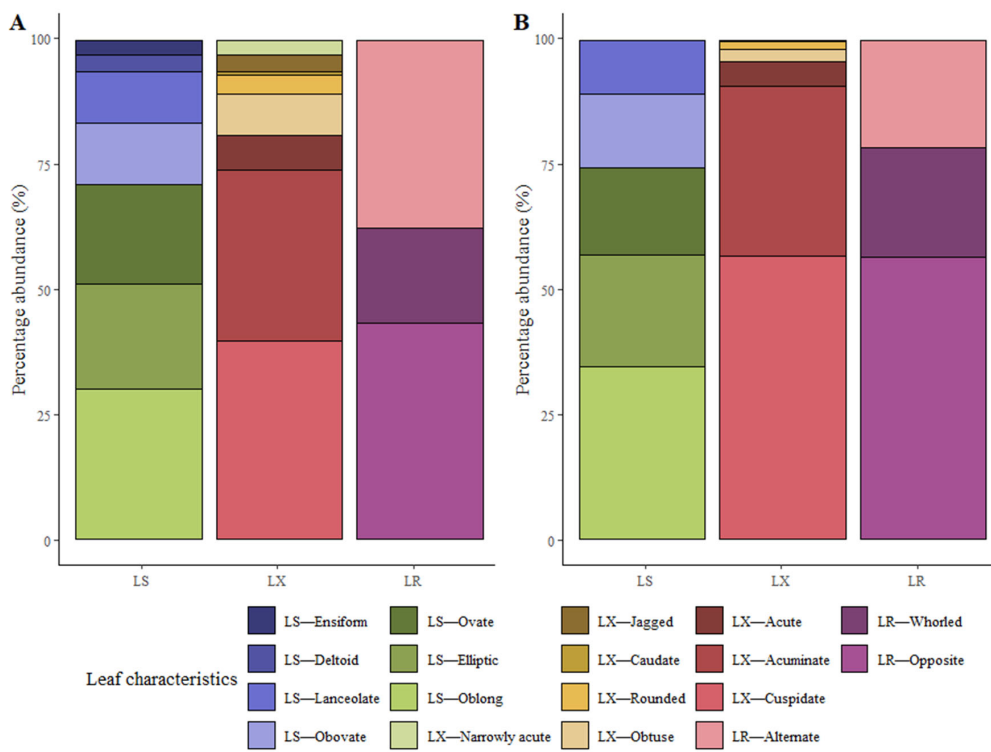 A
B
Percentage abundance (%)
100
75
50
25
0
LS LX LR
Percentage abundance (%)
100
75
50
25
0
LS LX LR
Leaf characteristics
LS—Ensiform LS—Ovate LX—Jagged LX—Acute LR—Whorled
LS—Deltoid LS—Elliptic LX—Caudate LX—Acuminate LR—Opposite
LS—Lanceolate LS—Oblong LX—Rounded LX—Cuspidate
LS—Obovate LX—Narrowly acute LX—Obtuse LR—Alternate